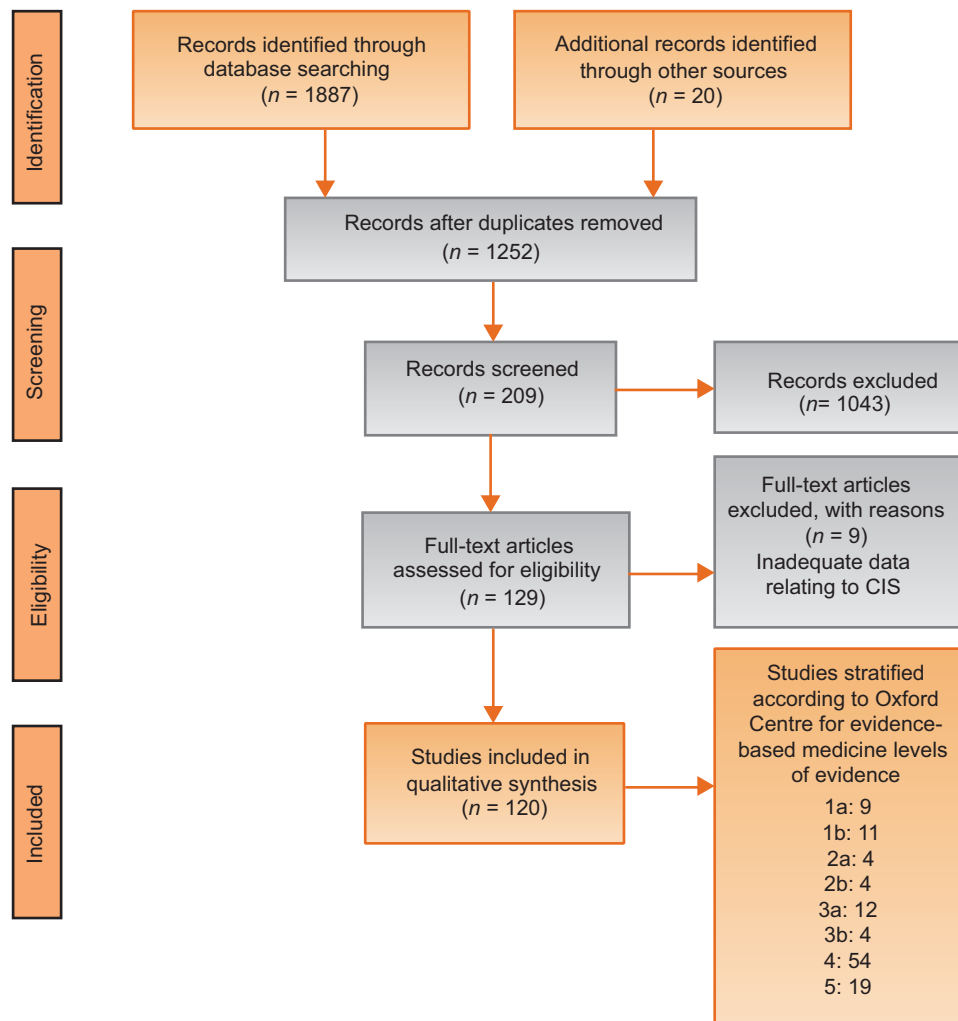 Identification
Records identified through
database searching
(n = 1887)
Additional records identified
through other sources
(n = 20)
Records after duplicates removed
(n = 1252)
Screening
Records screened
(n = 209)
Records excluded
(n= 1043)
Eligibility
Full-text articles
assessed for eligibility
(n = 129)
Full-text articles
excluded, with reasons
(n = 9)
Inadequate data
relating to CIS
Included
Studies included in
qualitative synthesis
(n = 120)
Studies stratified
according to Oxford
Centre for evidence-
based medicine levels
of evidence
1a: 9
1b: 11
2a: 4
2b: 4
3a: 12
3b: 4
4: 54
5: 19